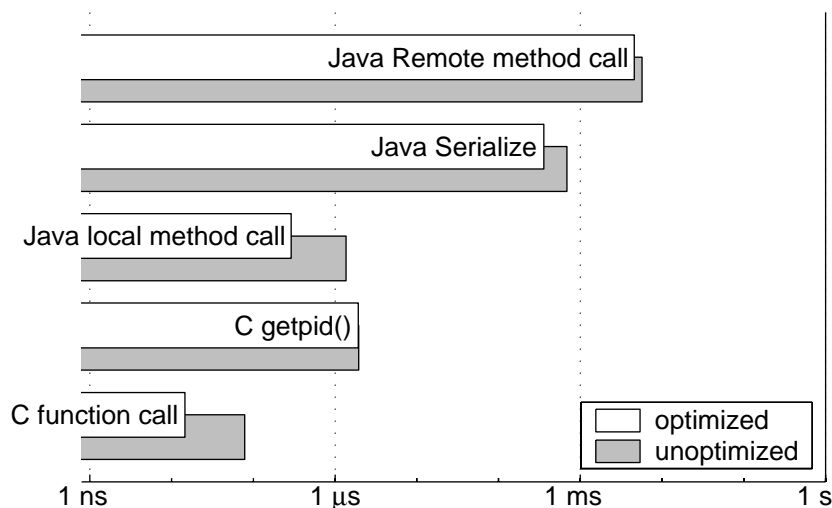 Java Remote method call
Java Serialize
Java local method call
C getpid()
C function call
optimized
unoptimized
1 ns
1 μs
1 ms
1 s